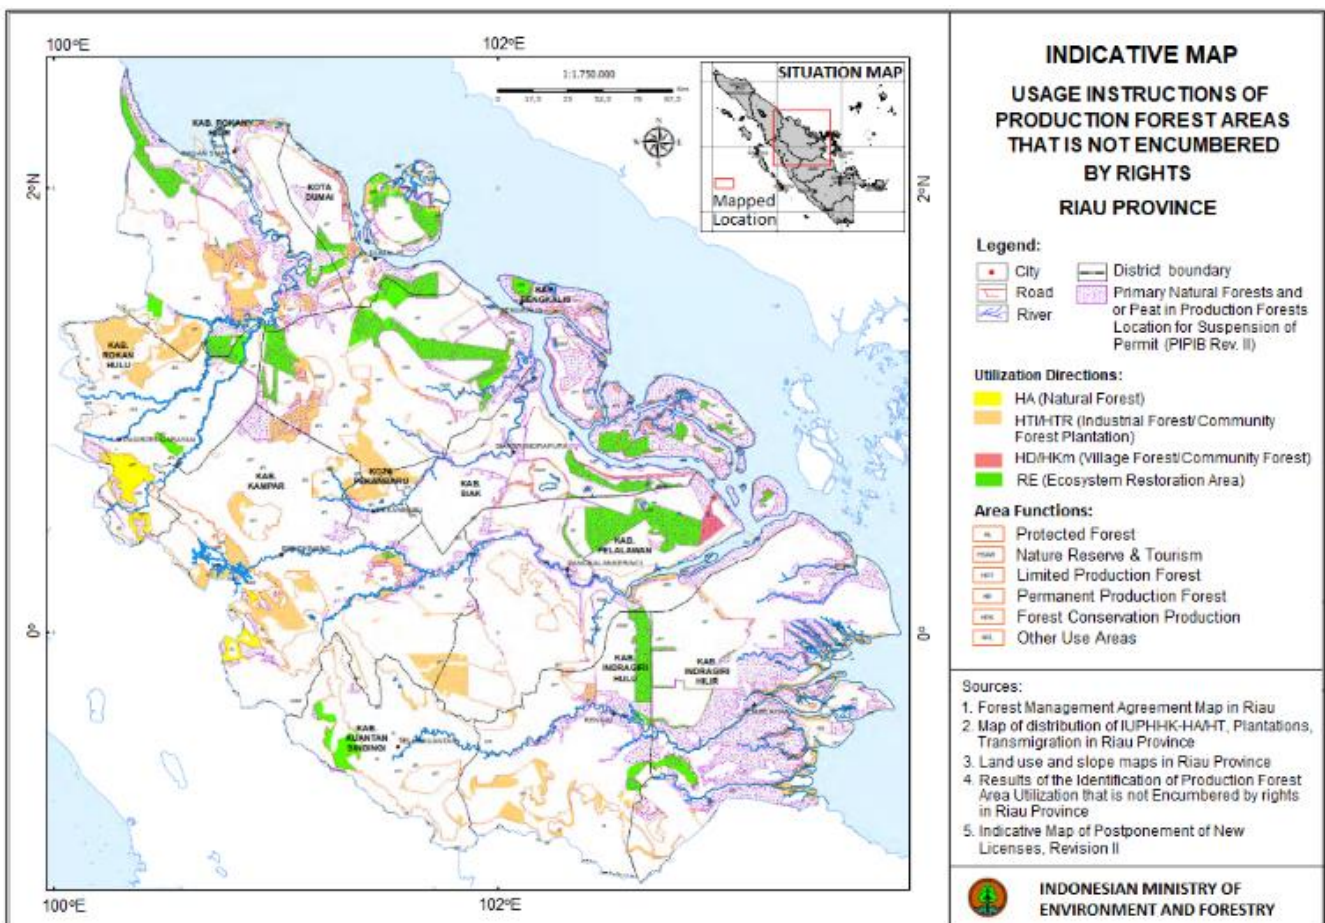 100°E
102°E
1:1.750.000
Km
SITUATION MAP
Mapped
Location
2°N
2°N
0°
0°
N
KAB. ROKAN
HILIR
KOTA
DUMAI
KAB.
BENGKALIS
KAB.
ROKAN
HULU
KAB.
KAMPAR
KOTA
PEKANBARU
KAB.
SIAK
KAB.
PELALAWAN
KAB.
INDRAGIRI
HULU
KAB.
INDRAGIRI
HILIR
KAB.
KUANTAN
SINGINGI
100°E
102°E
INDICATIVE MAP
USAGE INSTRUCTIONS OF
PRODUCTION FOREST AREAS
THAT IS NOT ENCUMBERED
BY RIGHTS
RIAU PROVINCE
Legend:
City
Road
River
District boundary
Primary Natural Forests and
or Peat in Production Forests
Location for Suspension of
Permit (PIPIB Rev. II)
Utilization Directions:
HA (Natural Forest)
HTI/HTR (Industrial Forest/Community
Forest Plantation)
HD/HKm (Village Forest/Community Forest)
RE (Ecosystem Restoration Area)
Area Functions:
Protected Forest
Nature Reserve & Tourism
Limited Production Forest
Permanent Production Forest
Forest Conservation Production
Other Use Areas
Sources:
1. Forest Management Agreement Map in Riau
2. Map of distribution of IUPHHK-HA/HT, Plantations,
Transmigration in Riau Province
3. Land use and slope maps in Riau Province
4. Results of the Identification of Production Forest
Area Utilization that is not Encumbered by rights
in Riau Province
5. Indicative Map of Postponement of New
Licenses, Revision II
INDONESIAN MINISTRY OF
ENVIRONMENT AND FORESTRY